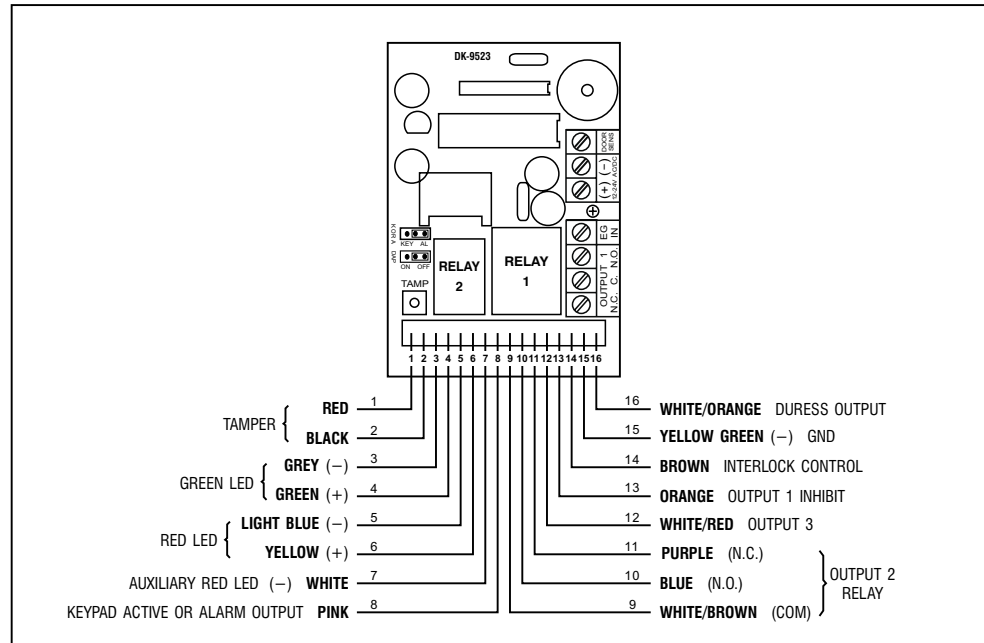 DK-9523
DOOR SENS
(+) (−)
12-24V AC/DC
K OR A
KEY AL
DAP
ON OFF
TAMP
RELAY 2
RELAY 1
EG IN
OUTPUT 1
N.C. C. N.O.
1 2 3 4 5 6 7 8 9 10 11 12 13 14 15 16
TAMPER
RED 1
BLACK 2
GREEN LED
GREY (−) 3
GREEN (+) 4
RED LED
LIGHT BLUE (−) 5
YELLOW (+) 6
AUXILIARY RED LED (−) WHITE 7
KEYPAD ACTIVE OR ALARM OUTPUT PINK 8
16 WHITE/ORANGE DURESS OUTPUT
15 YELLOW GREEN (−) GND
14 BROWN INTERLOCK CONTROL
13 ORANGE OUTPUT 1 INHIBIT
12 WHITE/RED OUTPUT 3
11 PURPLE (N.C.)
10 BLUE (N.O.)
9 WHITE/BROWN (COM)
OUTPUT 2
RELAY